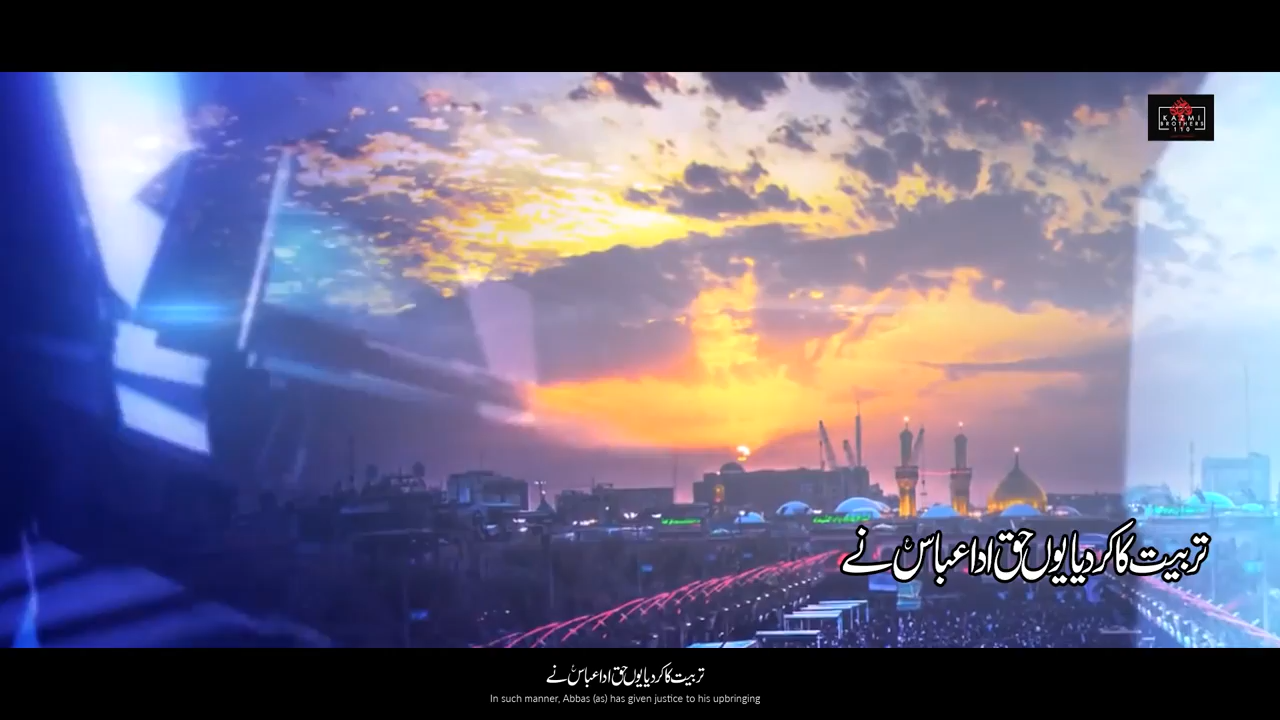 KAZMI
BROTHERS
110
تربیت کا کر دیا یوں حق ادا عباسؑ نے
تربیت کا کر دیا یوں حق ادا عباسؑ نے
In such manner, Abbas (as) has given justice to his upbringing